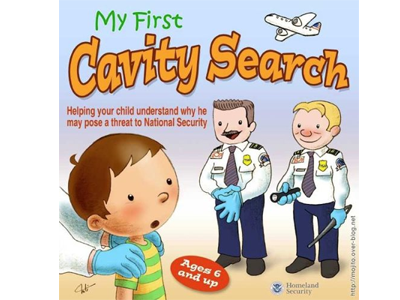 My First
Cavity Search
Helping your child understand why he
may pose a threat to National Security
Ages 6
and up
Homeland
Security
http://mojito.over-blog.net